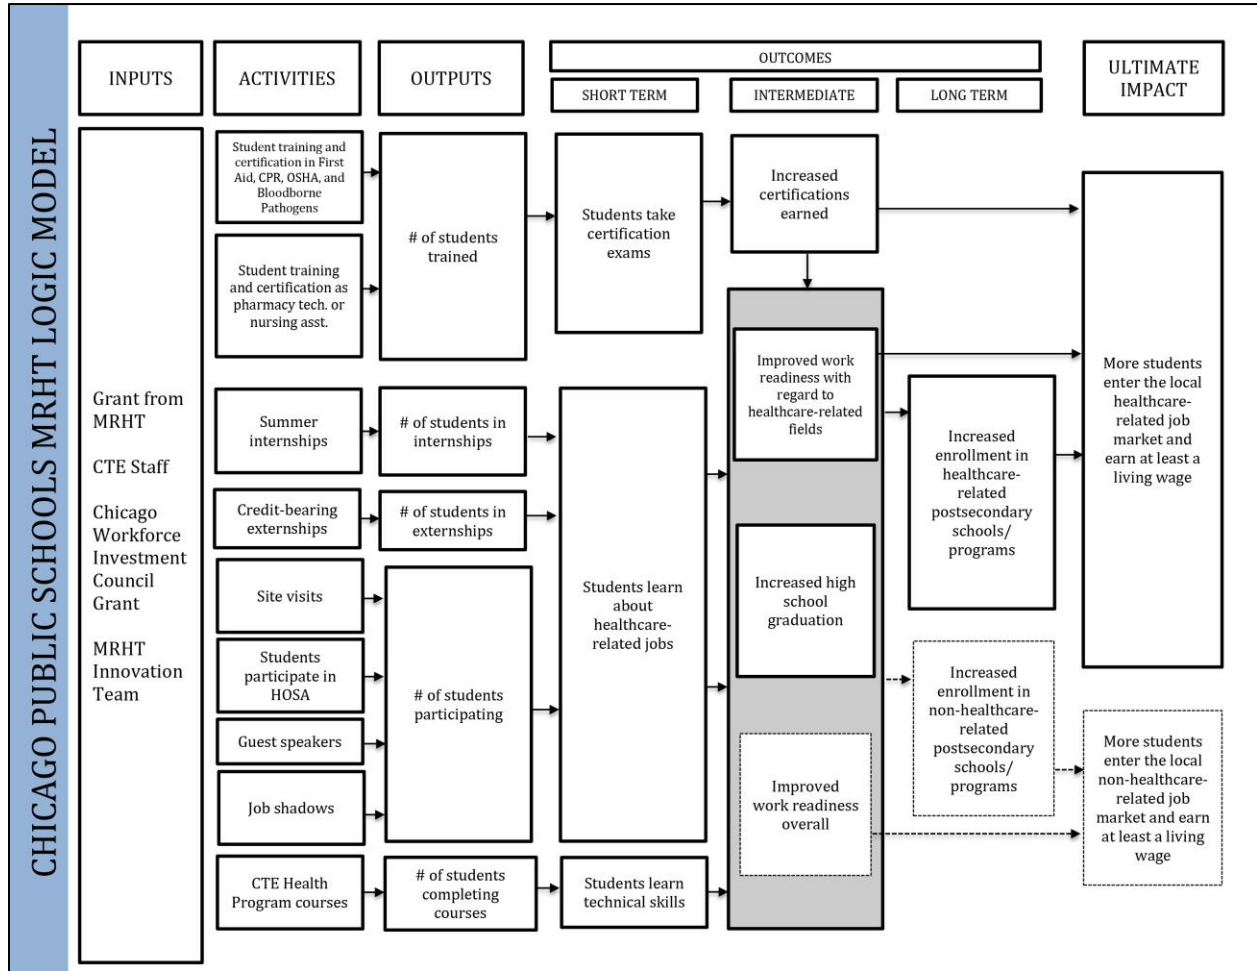 CHICAGO PUBLIC SCHOOLS MRHT LOGIC MODEL
INPUTS
ACTIVITIES
OUTPUTS
OUTCOMES
SHORT TERM
INTERMEDIATE
LONG TERM
ULTIMATE
IMPACT
Grant from
MRHT
CTE Staff
Chicago
Workforce
Investment
Council
Grant
MRHT
Innovation
Team
Student training and
certification in First
Aid, CPR, OSHA, and
Bloodborne
Pathogens
Student training
and certification as
pharmacy tech. or
nursing asst.
Summer
internships
Credit-bearing
externships
Site visits
Students
participate in
HOSA
Guest speakers
Job shadows
CTE Health
Program courses
# of students
trained
# of students in
internships
# of students in
externships
# of students
participating
# of students
completing
courses
Students take
certification
exams
Students learn
about
healthcare-
related jobs
Students learn
technical skills
Increased
certifications
earned
Improved work
readiness with
regard to
healthcare-related
fields
Increased high
school
graduation
Improved
work readiness
overall
Increased
enrollment in
healthcare-
related
postsecondary
schools/
programs
Increased
enrollment in
non-healthcare-
related
postsecondary
schools/
programs
More students
enter the local
healthcare-
related job
market and
earn at least a
living wage
More students
enter the local
non-healthcare-
related job
market and earn
at least a living
wage